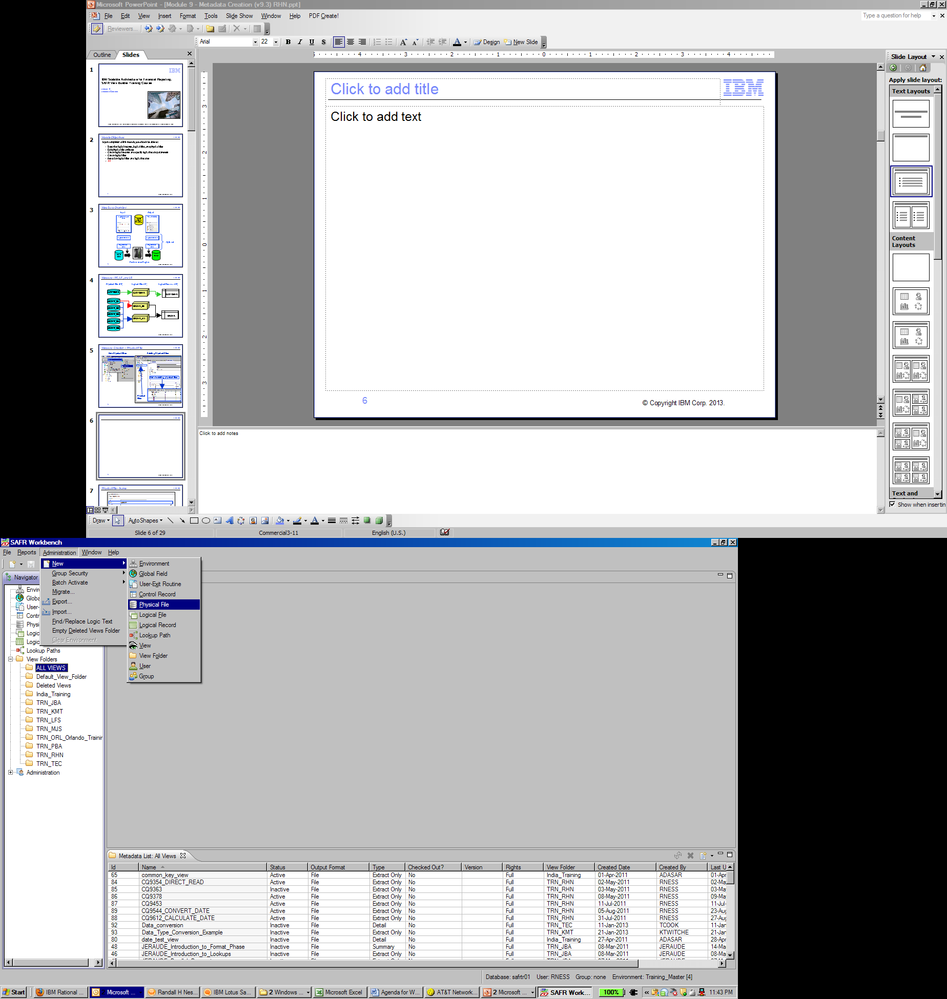 Microsoft PowerPoint - [Module 9 - Metadata Creation (v9.3) RHN.ppt]
File Edit View Insert Format Tools Slide Show Window Help PDF Create!
Type a question for help
Reviewers...
Arial 22 B I U S Design New Slide
Outline Slides
Slide Layout
Apply slide layout:
Text Layouts
Content
Layouts
Text and
Show when insertin
1
IBM
IBM Scalable Architecture for Financial Reporting
SAFR View Builder Training Course
2
Module Objectives
3
4
5
6
7
Click to add title
IBM
Click to add text
6
© Copyright IBM Corp. 2013.
Click to add notes
Draw AutoShapes
Slide 6 of 29 Commercial3-11 English (U.S.)
SAFR Workbench
File Reports Administration Window Help
New
Group Security
Batch Activate
Migrate...
Export...
Import...
Find/Replace Logic Text
Empty Deleted Views Folder
Clear Environment
Environment
Global Field
User-Exit Routine
Control Record
Physical File
Logical File
Logical Record
Lookup Path
View
View Folder
User
Group
Navigator
Envir
Globa
User-
Contr
Physi
Logic
Logic
Lookup Paths
View Folders
ALL VIEWS
Default_View_Folder
Deleted Views
India_Training
TRN_JBA
TRN_KMT
TRN_LFS
TRN_MJS
TRN_ORL_Orlando_Trainin
TRN_PBA
TRN_RHN
TRN_TEC
Administration
Metadata List: All Views
Id Name Status Output Format Type Checked Out? Version Rights View Folder Created Date Created By Last U
65 common_key_view Active File Extract Only No Full India_Training 01-Apr-2011 ADASAR 01-Apr
84 CQ9354_DIRECT_READ Active File Extract Only No Full TRN_RHN 02-May-2011 RNESS 02-Ma
85 CQ9363 Inactive File Extract Only No Full TRN_RHN 03-May-2011 RNESS 03-Ma
86 CQ9378 Active File Extract Only No Full TRN_RHN 08-May-2011 RNESS 09-Ma
87 CQ9453 Active File Extract Only No Full TRN_RHN 11-Jul-2011 RNESS 11-Jul-
89 CQ9544_CONVERT_DATE Active File Extract Only No Full TRN_RHN 05-Aug-2011 RNESS 23-Aug
88 CQ9612_CALCULATE_DATE Active File Extract Only No Full TRN_RHN 31-Jul-2011 RNESS 27-Aug
92 Data_conversion Inactive File Detail No Full TRN_TEC 11-Jan-2013 TCOOK 11-Jan
93 Data_Type_Conversion_Example Inactive File Extract Only No Full TRN_KMT 21-Jan-2013 KTWITCHE 21-Jan
80 date_test_view Inactive File Detail No Full India_Training 27-Apr-2011 ADASAR 28-Apr
48 JERAUDE_Introduction_to_Format_Phase Inactive File Summary No Full TRN_JBA 08-Mar-2011 JERAUDE 14-Ma
46 JERAUDE_Introduction_to_Lookups Inactive File Extract Only No Full TRN_JBA 08-Mar-2011 JERAUDE 08-Ma
Database: safrtr01 User: RNESS Group: none Environment: Training_Master [4]
Start IBM Rational ... 2 Microsoft ... Randall H Nes... IBM Lotus Sa... 2 Windows ... Microsoft Excel Agenda for W... AT&T Network... 2 Microsoft ... SAFR Work... 100% « 11:43 PM